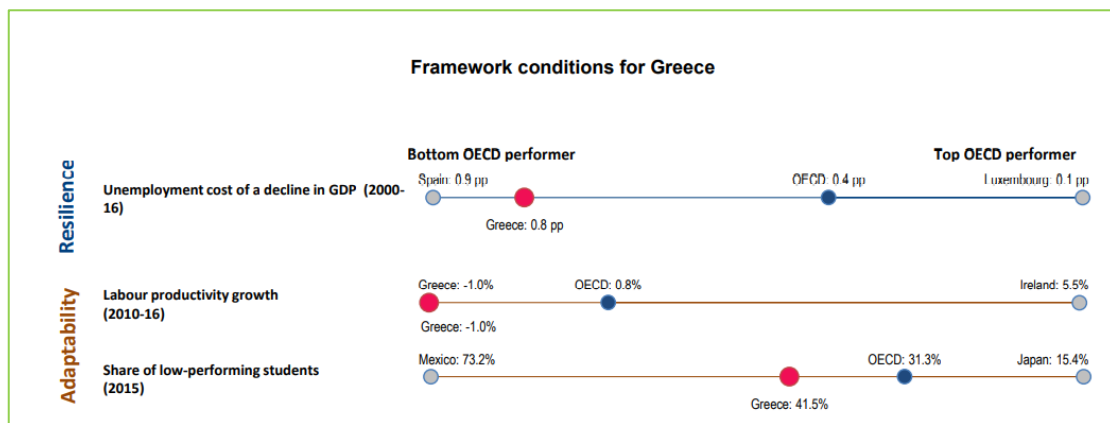 Framework conditions for Greece
Bottom OECD performer
Top OECD performer
Resilience
Unemployment cost of a decline in GDP (2000-
16)
Spain: 0.9 pp
OECD: 0.4 pp
Luxembourg: 0.1 pp
Greece: 0.8 pp
Adaptability
Labour productivity growth
(2010-16)
Greece: -1.0%
OECD: 0.8%
Ireland: 5.5%
Greece: -1.0%
Share of low-performing students
(2015)
Mexico: 73.2%
OECD: 31.3%
Japan: 15.4%
Greece: 41.5%